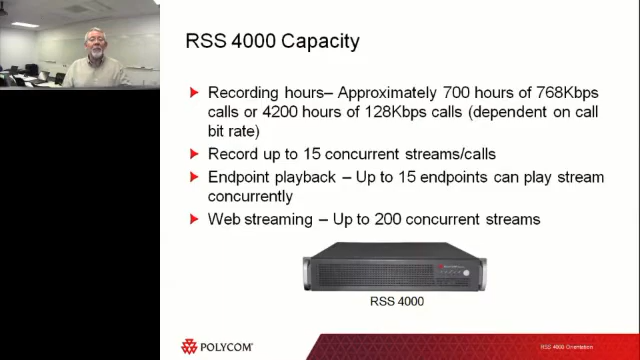 RSS 4000 Capacity
Recording hours– Approximately 700 hours of 768Kbps
calls or 4200 hours of 128Kbps calls (dependent on call
bit rate)
Record up to 15 concurrent streams/calls
Endpoint playback – Up to 15 endpoints can play stream
concurrently
Web streaming – Up to 200 concurrent streams
RSS 4000
POLYCOM
RSS 4000 Orientation